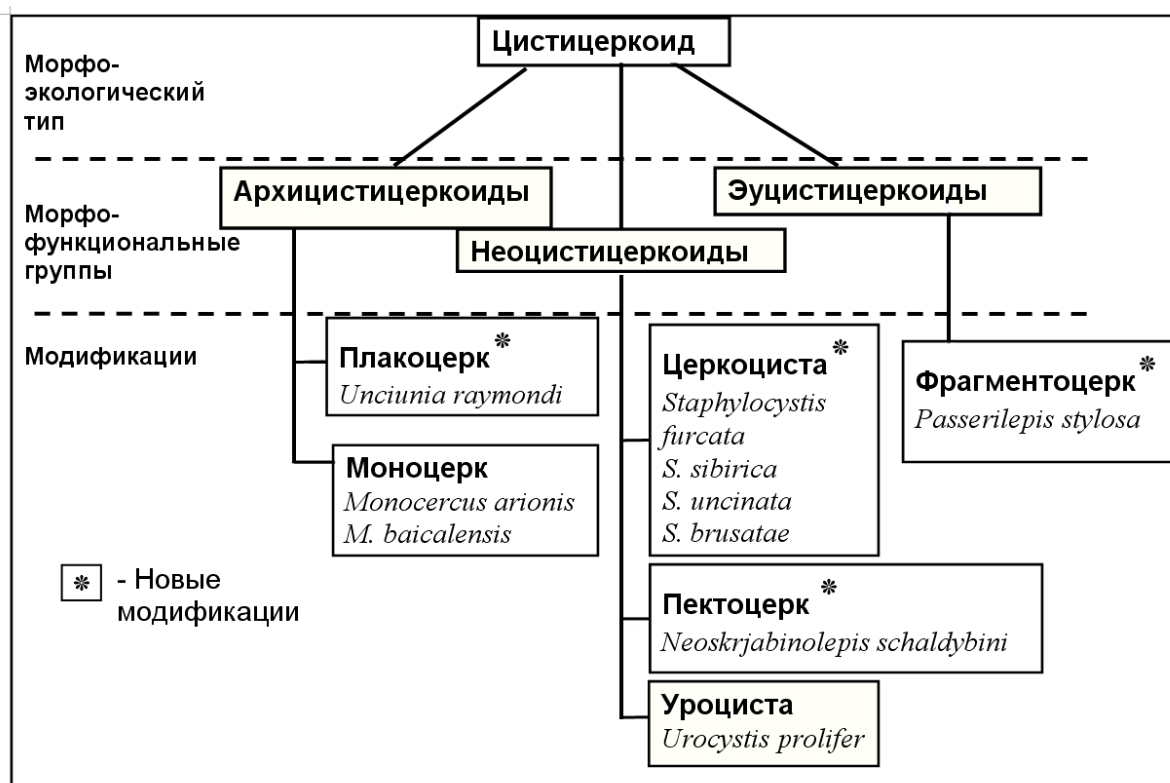 Цистицеркоид
Морфо-
экологический
тип
Архицистицеркоиды
Эуцистицеркоиды
Морфо-
функциональные
группы
Неоцистицеркоиды
Модификации
Плакоцерк *
Unciunia raymondi
Моноцерк
Monocercus arionis
M. baicalensis
Церкоциста *
Staphylocystis
furcata
S. sibirica
S. uncinata
S. brusatae
Фрагментоцерк *
Passerilepis stylosa
* - Новые
модификации
Пектоцерк *
Neoskrjabinolepis schaldybini
Уроциста
Urocystis prolifer